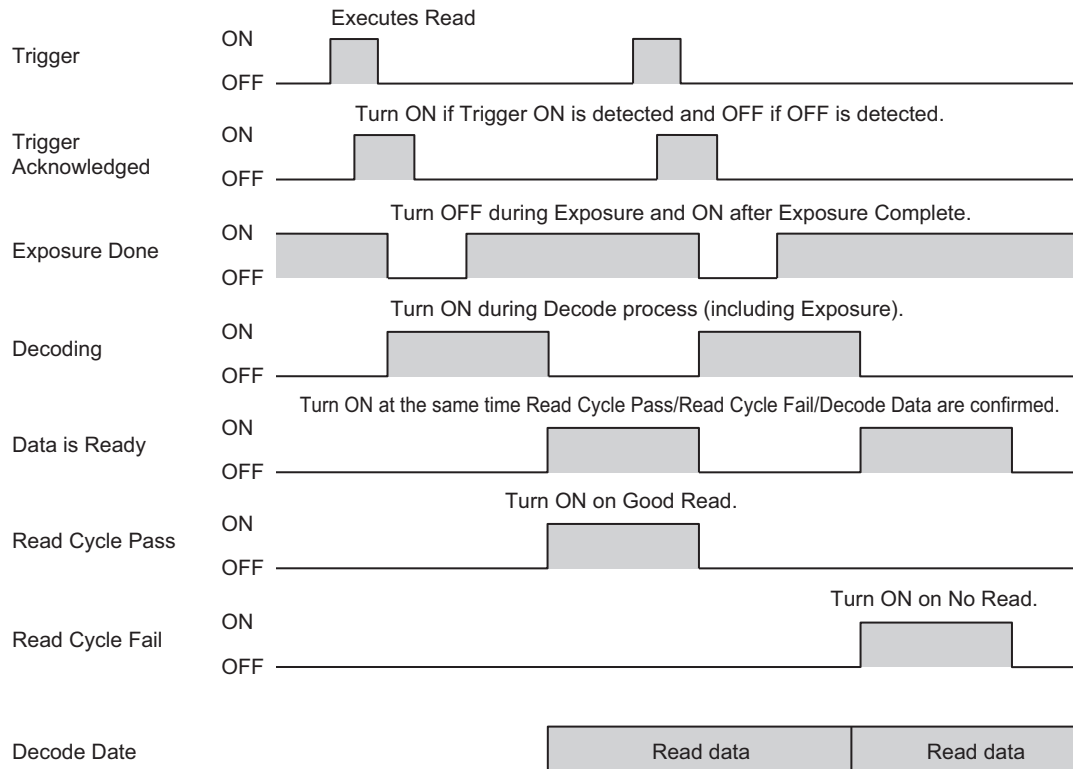 Executes Read
Trigger
ON
OFF
Turn ON if Trigger ON is detected and OFF if OFF is detected.
Trigger
Acknowledged
ON
OFF
Turn OFF during Exposure and ON after Exposure Complete.
Exposure Done
ON
OFF
Turn ON during Decode process (including Exposure).
Decoding
ON
OFF
Turn ON at the same time Read Cycle Pass/Read Cycle Fail/Decode Data are confirmed.
Data is Ready
ON
OFF
Turn ON on Good Read.
Read Cycle Pass
ON
OFF
Turn ON on No Read.
Read Cycle Fail
ON
OFF
Decode Date
Read data
Read data